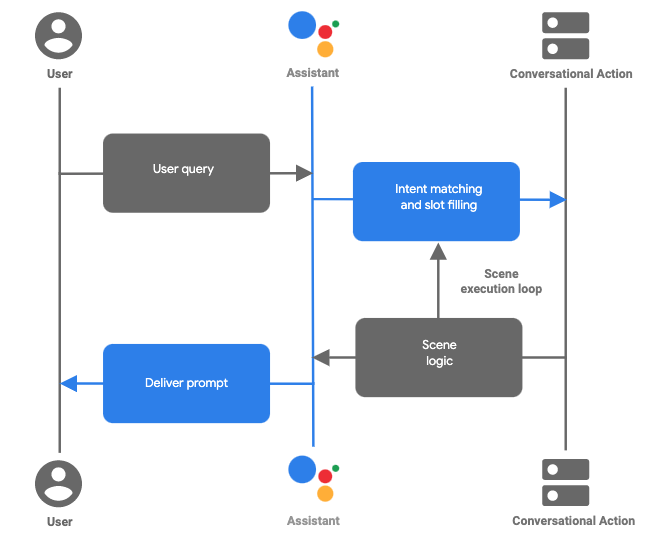 User
Assistant
Conversational Action
User query
Intent matching
and slot filling
Scene
execution loop
Scene
logic
Deliver prompt
User
Assistant
Conversational Action